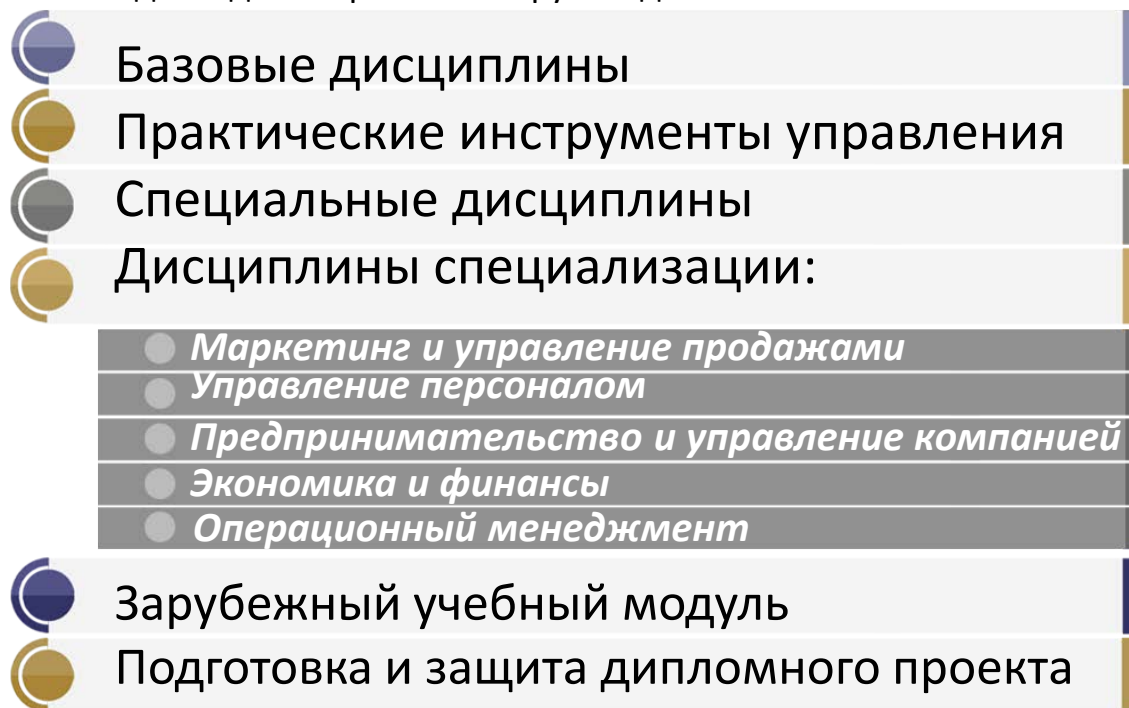 Базовые дисциплины
Практические инструменты управления
Специальные дисциплины
Дисциплины специализации:
Маркетинг и управление продажами
Управление персоналом
Предпринимательство и управление компанией
Экономика и финансы
Операционный менеджмент
Зарубежный учебный модуль
Подготовка и защита дипломного проекта